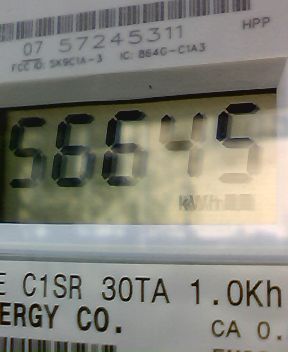 07 57245311 HPP
FCC ID: SK9C1A-3 IC: 864G-C1A3
56645
kWh
E C1SR 30TA 1.0Kh
ERGY CO. CA 0.